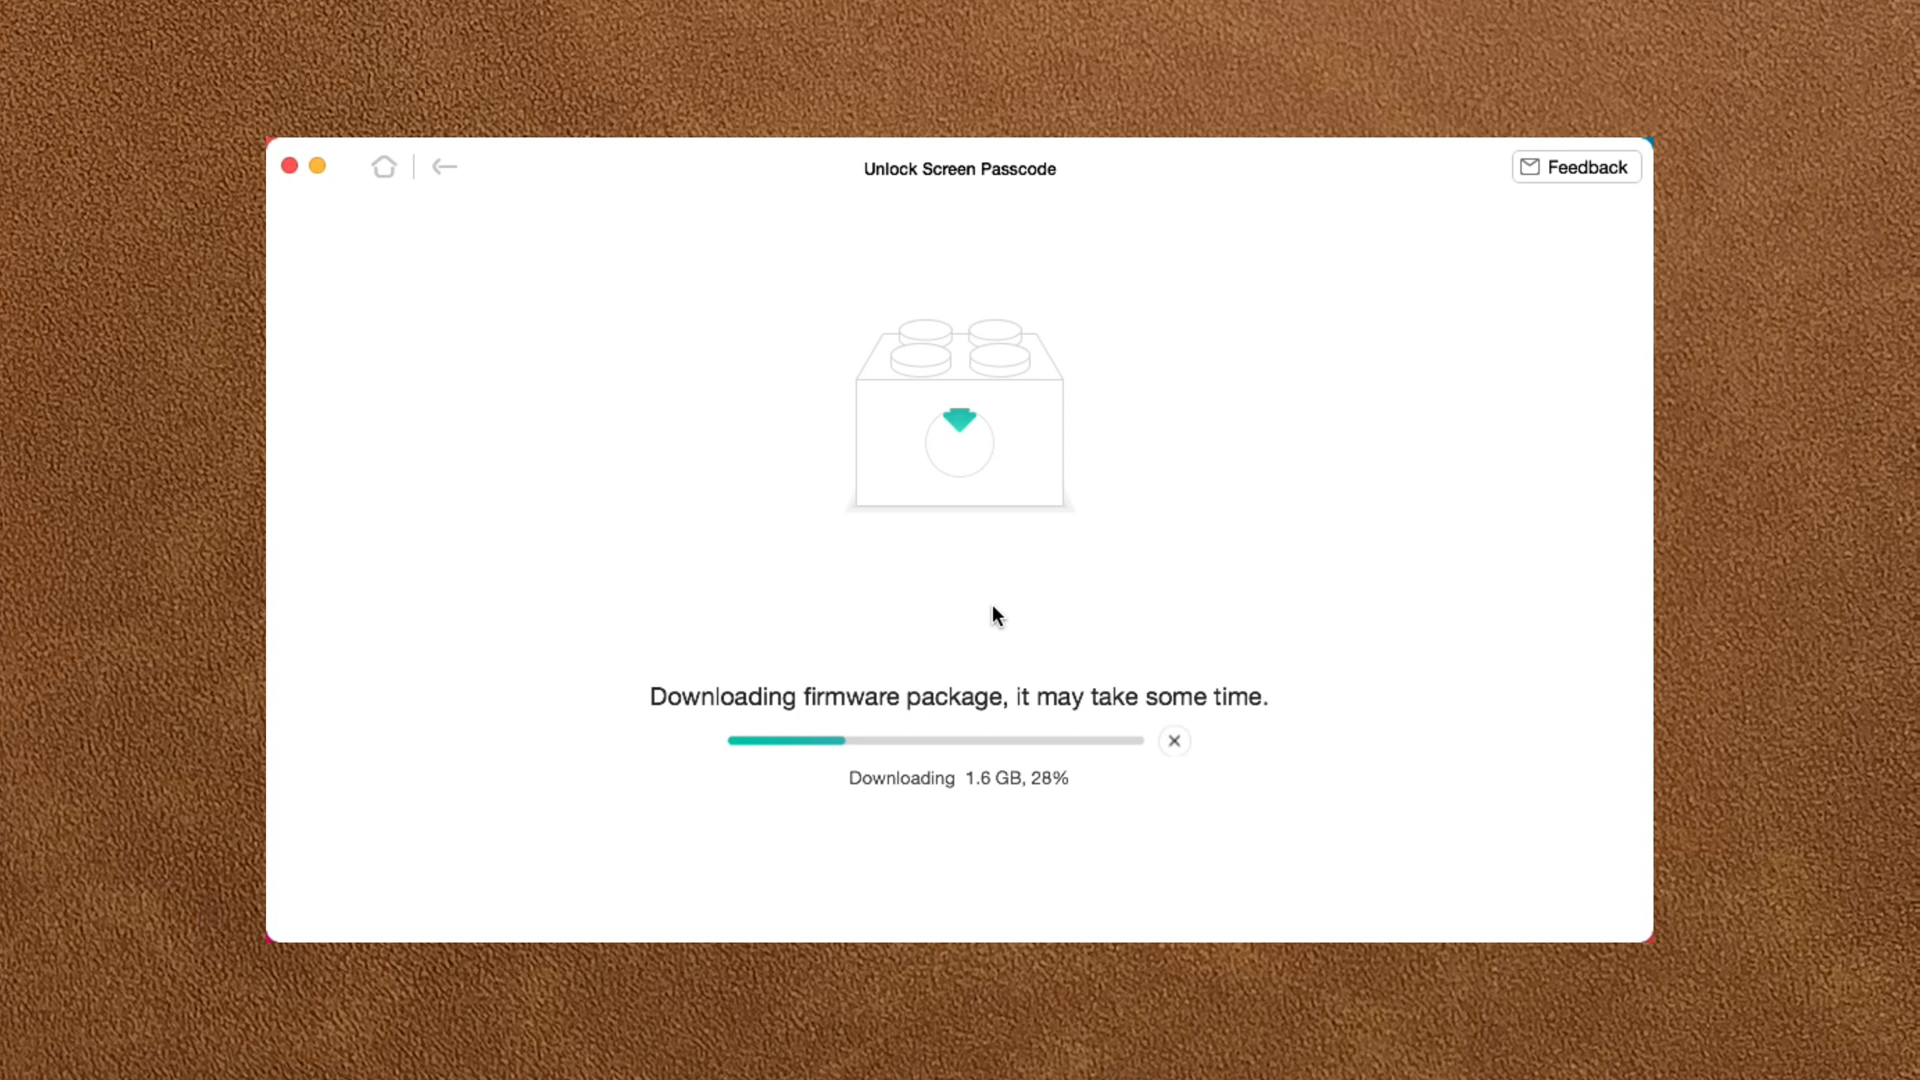 Unlock Screen Passcode
Feedback
Downloading firmware package, it may take some time.
Downloading 1.6 GB, 28%